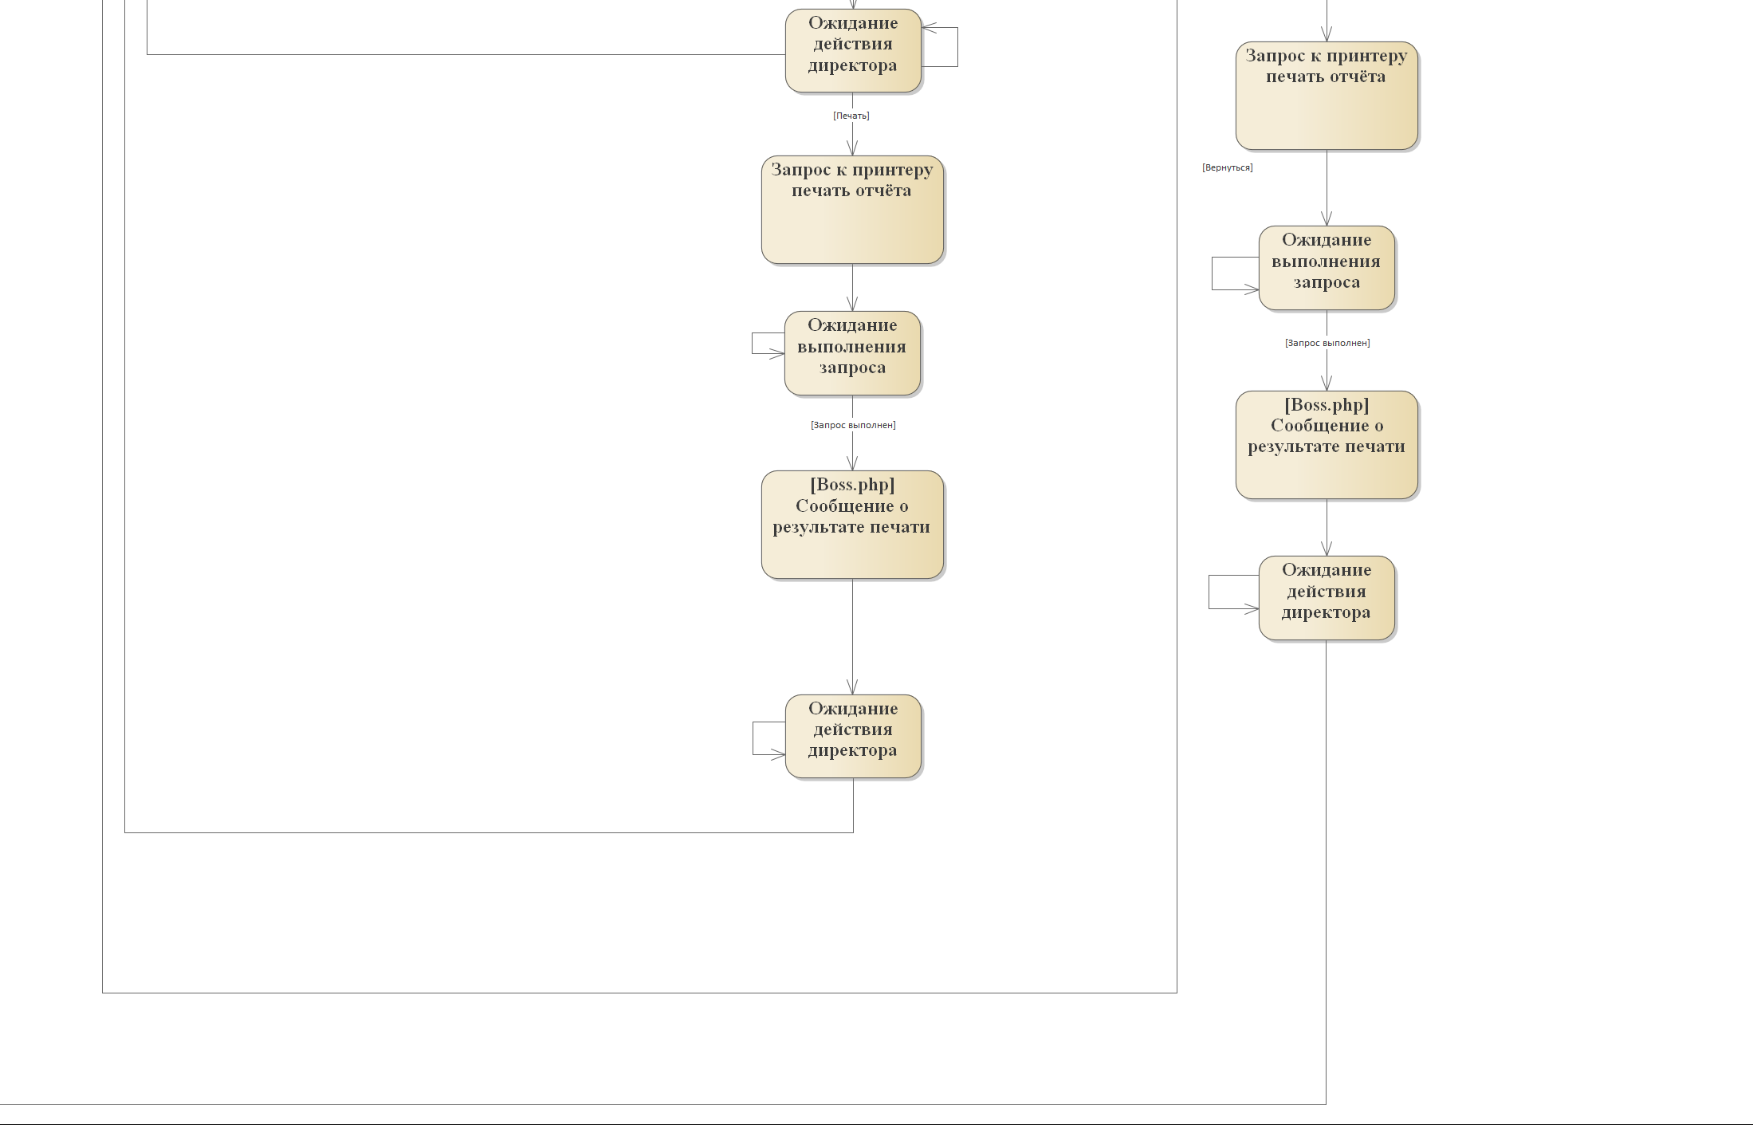 Ожидание
действия
директора
[Печать]
Запрос к принтеру
печать отчёта
Ожидание
выполнения
запроса
[Запрос выполнен]
[Boss.php]
Сообщение о
результате печати
Ожидание
действия
директора
Запрос к принтеру
печать отчёта
[Вернуться]
Ожидание
выполнения
запроса
[Запрос выполнен]
[Boss.php]
Сообщение о
результате печати
Ожидание
действия
директора